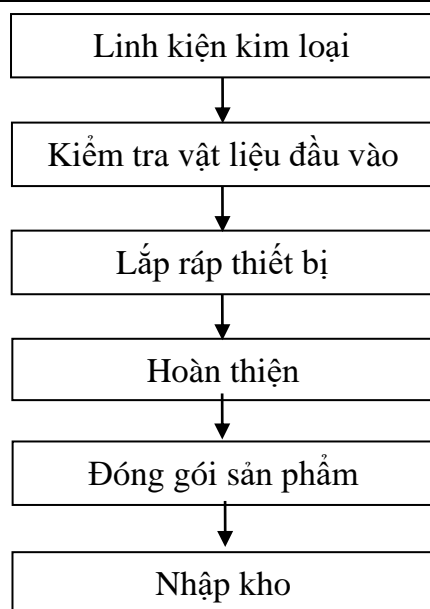 Linh kiện kim loại
Kiểm tra vật liệu đầu vào
Lắp ráp thiết bị
Hoàn thiện
Đóng gói sản phẩm
Nhập kho